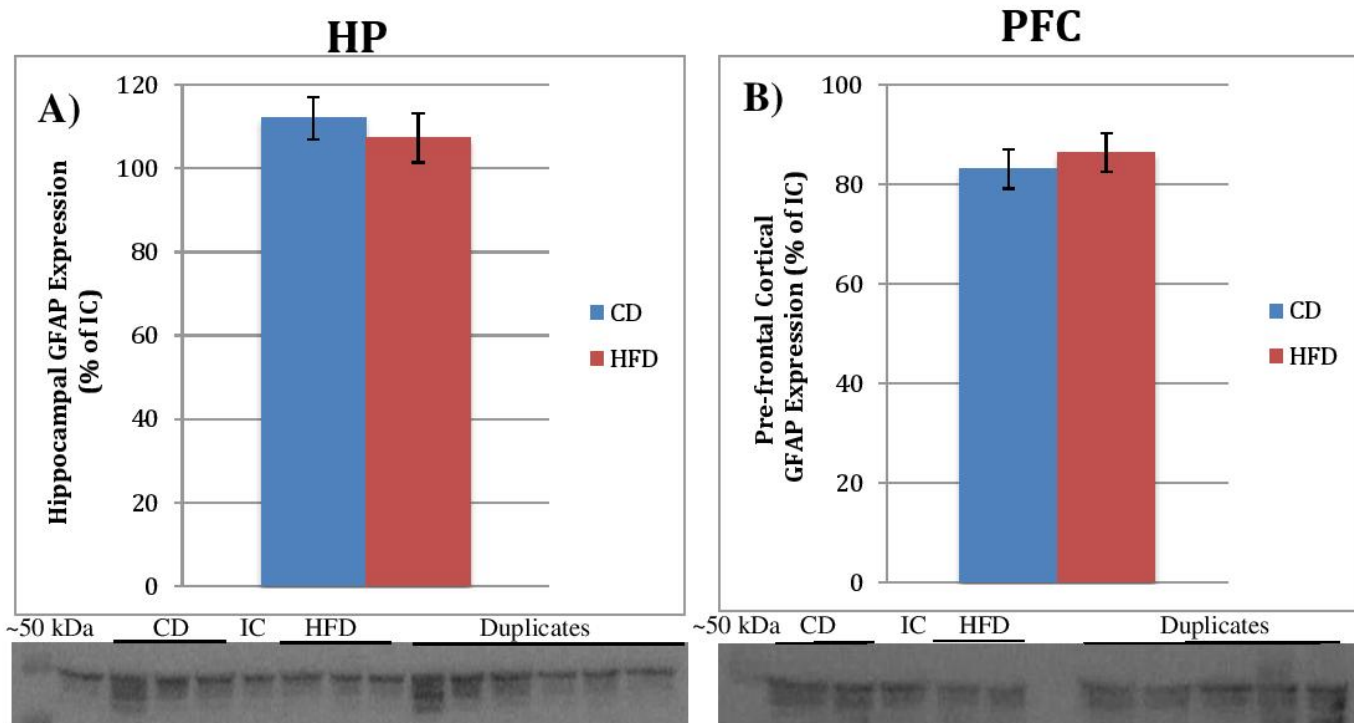 HP
A)
120
100
80
60
40
20
0
Hippocampal GFAP Expression
(% of IC)
CD
HFD
~50 kDa CD IC HFD Duplicates
PFC
B)
100
80
60
40
20
0
Pre-frontal Cortical
GFAP Expression (% of IC)
CD
HFD
~50 kDa CD IC HFD Duplicates